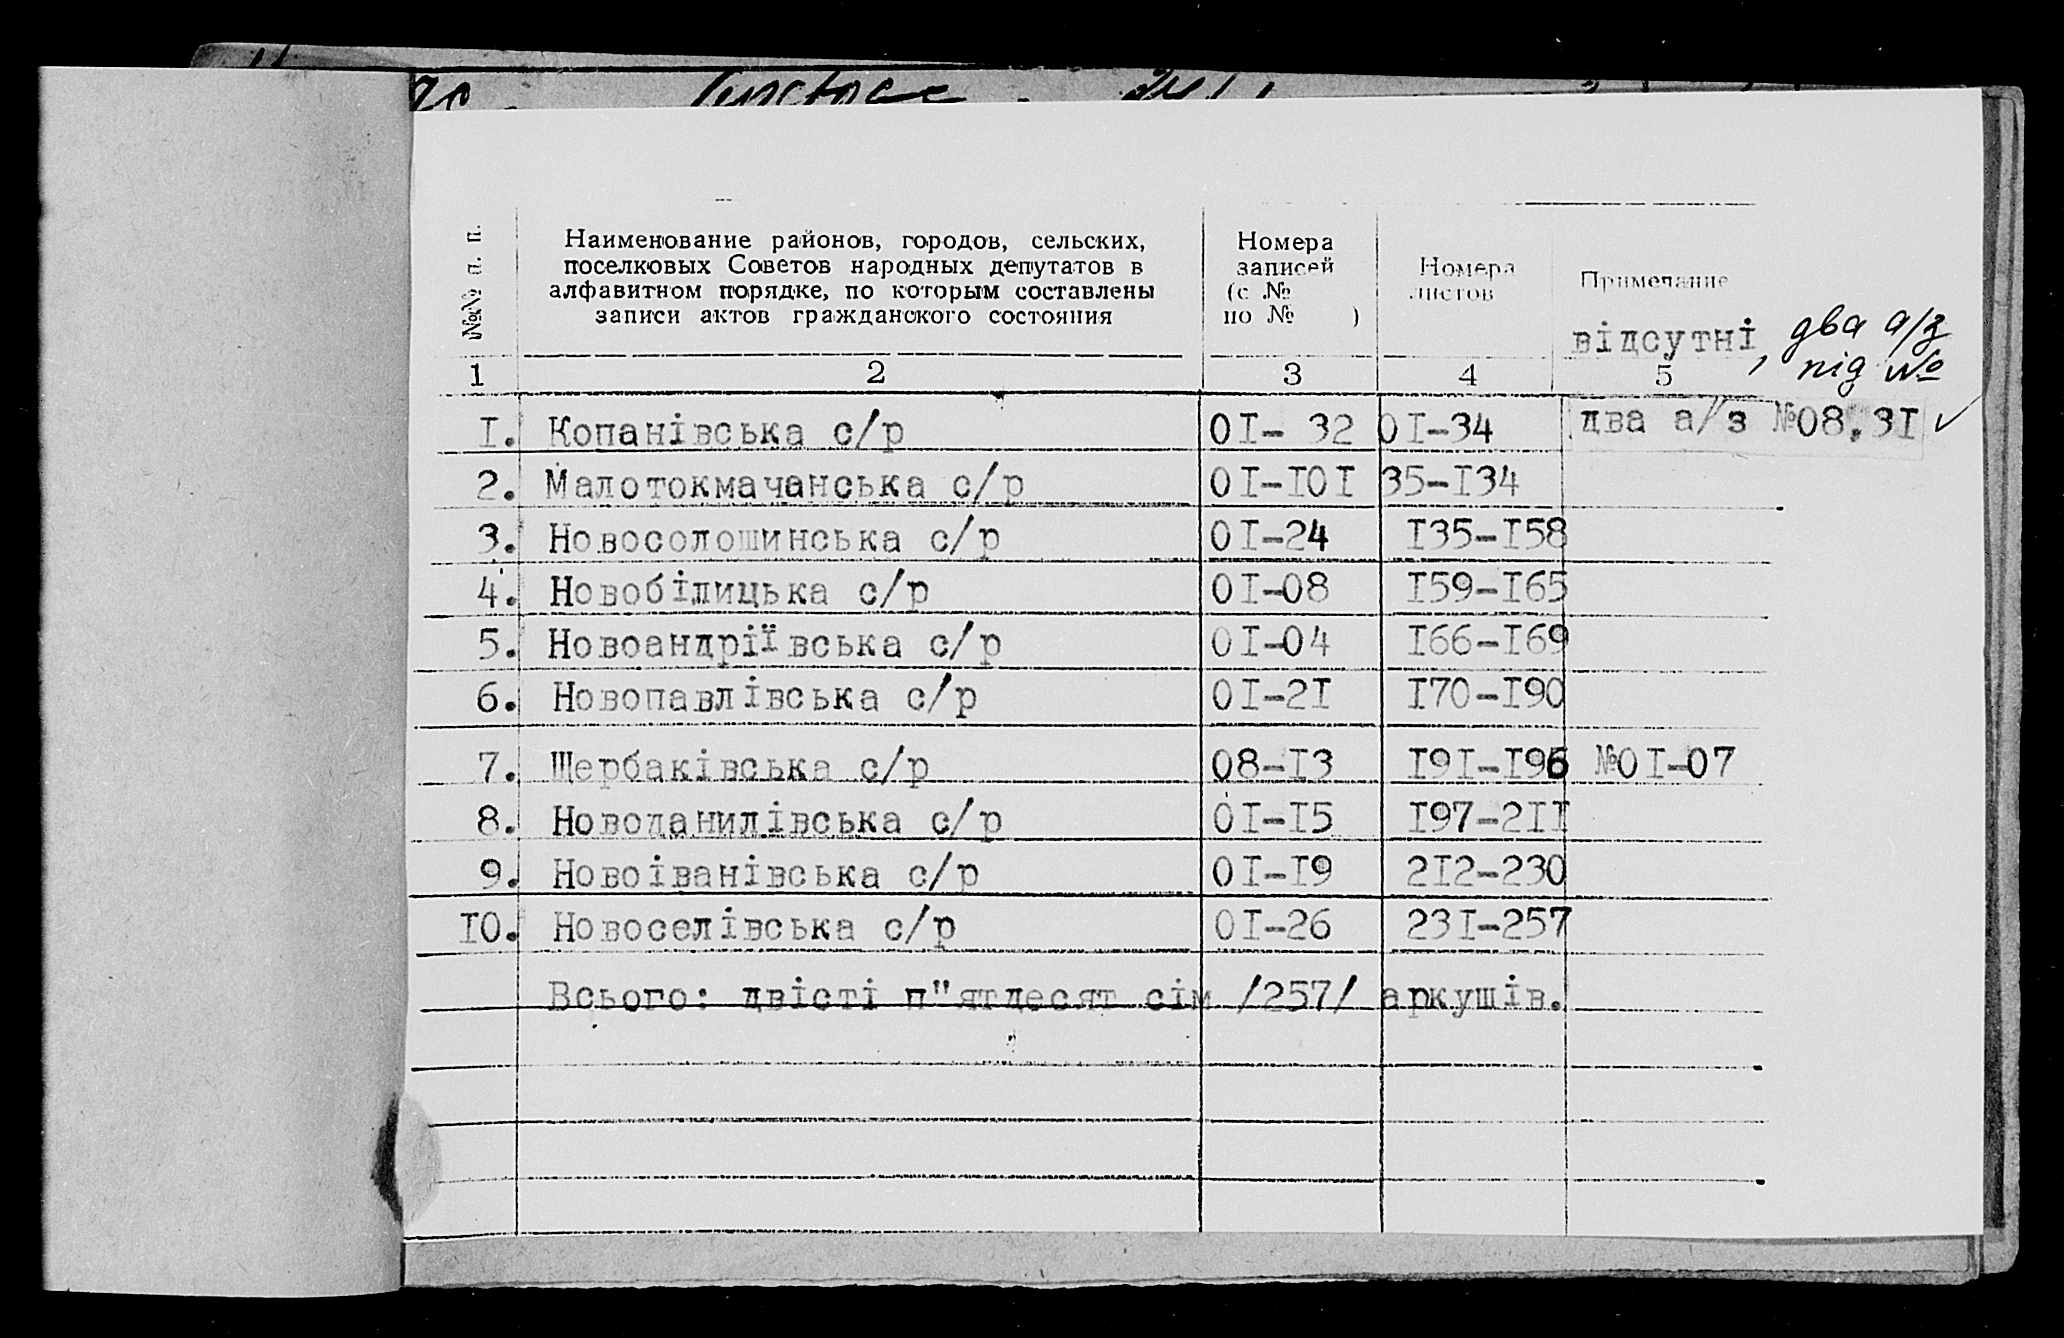 №№ п. п.
Наименование районов, городов, сельских,
поселковых Советов народных депутатов в
алфавитном порядке, по которым составлены
записи актов гражданского состояния
Номера
записей
(с №
по № )
Номера
листов
Примечание
відсутні, два а/з
під №
1 2 3 4 5
I. Копанівська с/р 0I- 32 0I-34 два а/з №08.3I ✓
2. Малотокмачанська с/р 0I-I0I 35-I34
3. Новосолошинська с/р 0I-24 I35-I58
4. Новобілицька с/р 0I-08 I59-I65
5. Новоандріївська с/р 0I-04 I66-I69
6. Новопавлівська с/р 0I-2I I70-I90
7. Щербаківська с/р 08-I3 I9I-I96 №0I-07
8. Новоданилівська с/р 0I-I5 I97-2II
9. Новоіванівська с/р 0I-I9 2I2-230
I0. Новоселівська с/р 0I-26 23I-257
Всього: двісті п"ятдесят сім /257/ аркушів.